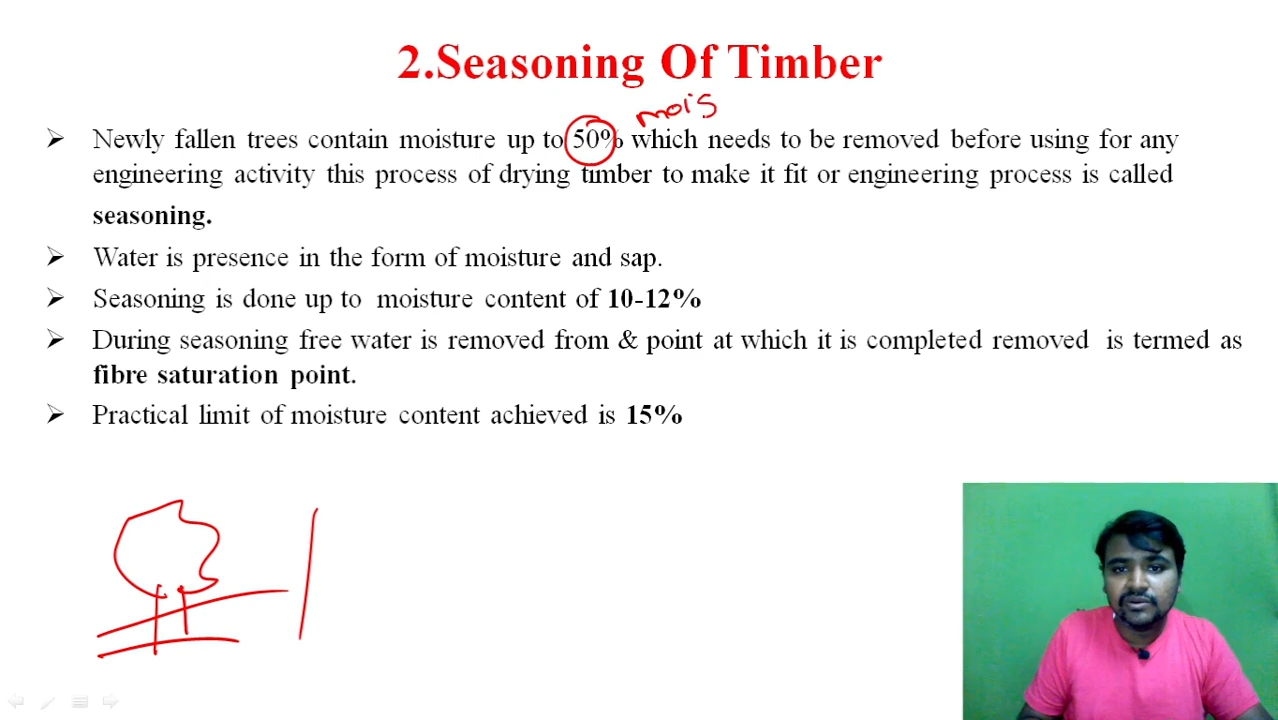 2.Seasoning Of Timber
mois
Newly fallen trees contain moisture up to 50% which needs to be removed before using for any
engineering activity this process of drying timber to make it fit or engineering process is called
seasoning.
Water is presence in the form of moisture and sap.
Seasoning is done up to moisture content of 10-12%
During seasoning free water is removed from & point at which it is completed removed is termed as
fibre saturation point.
Practical limit of moisture content achieved is 15%